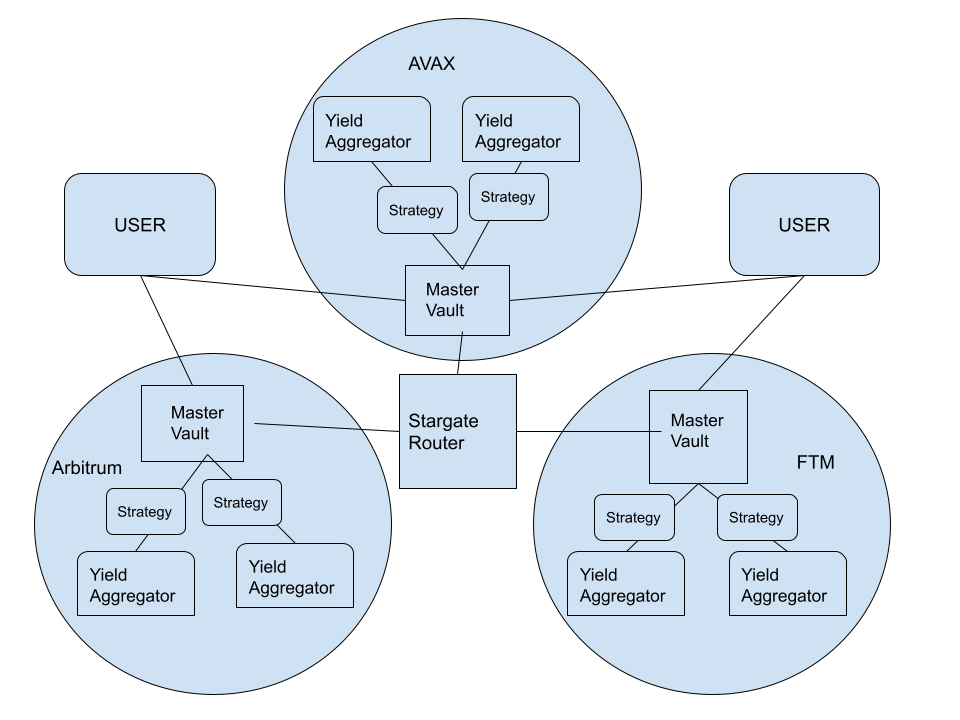 AVAX
Yield
Aggregator
Yield
Aggregator
Strategy
Strategy
USER
USER
Master
Vault
Stargate
Router
Master
Vault
Arbitrum
Strategy
Strategy
Yield
Aggregator
Yield
Aggregator
Master
Vault
FTM
Strategy
Strategy
Yield
Aggregator
Yield
Aggregator